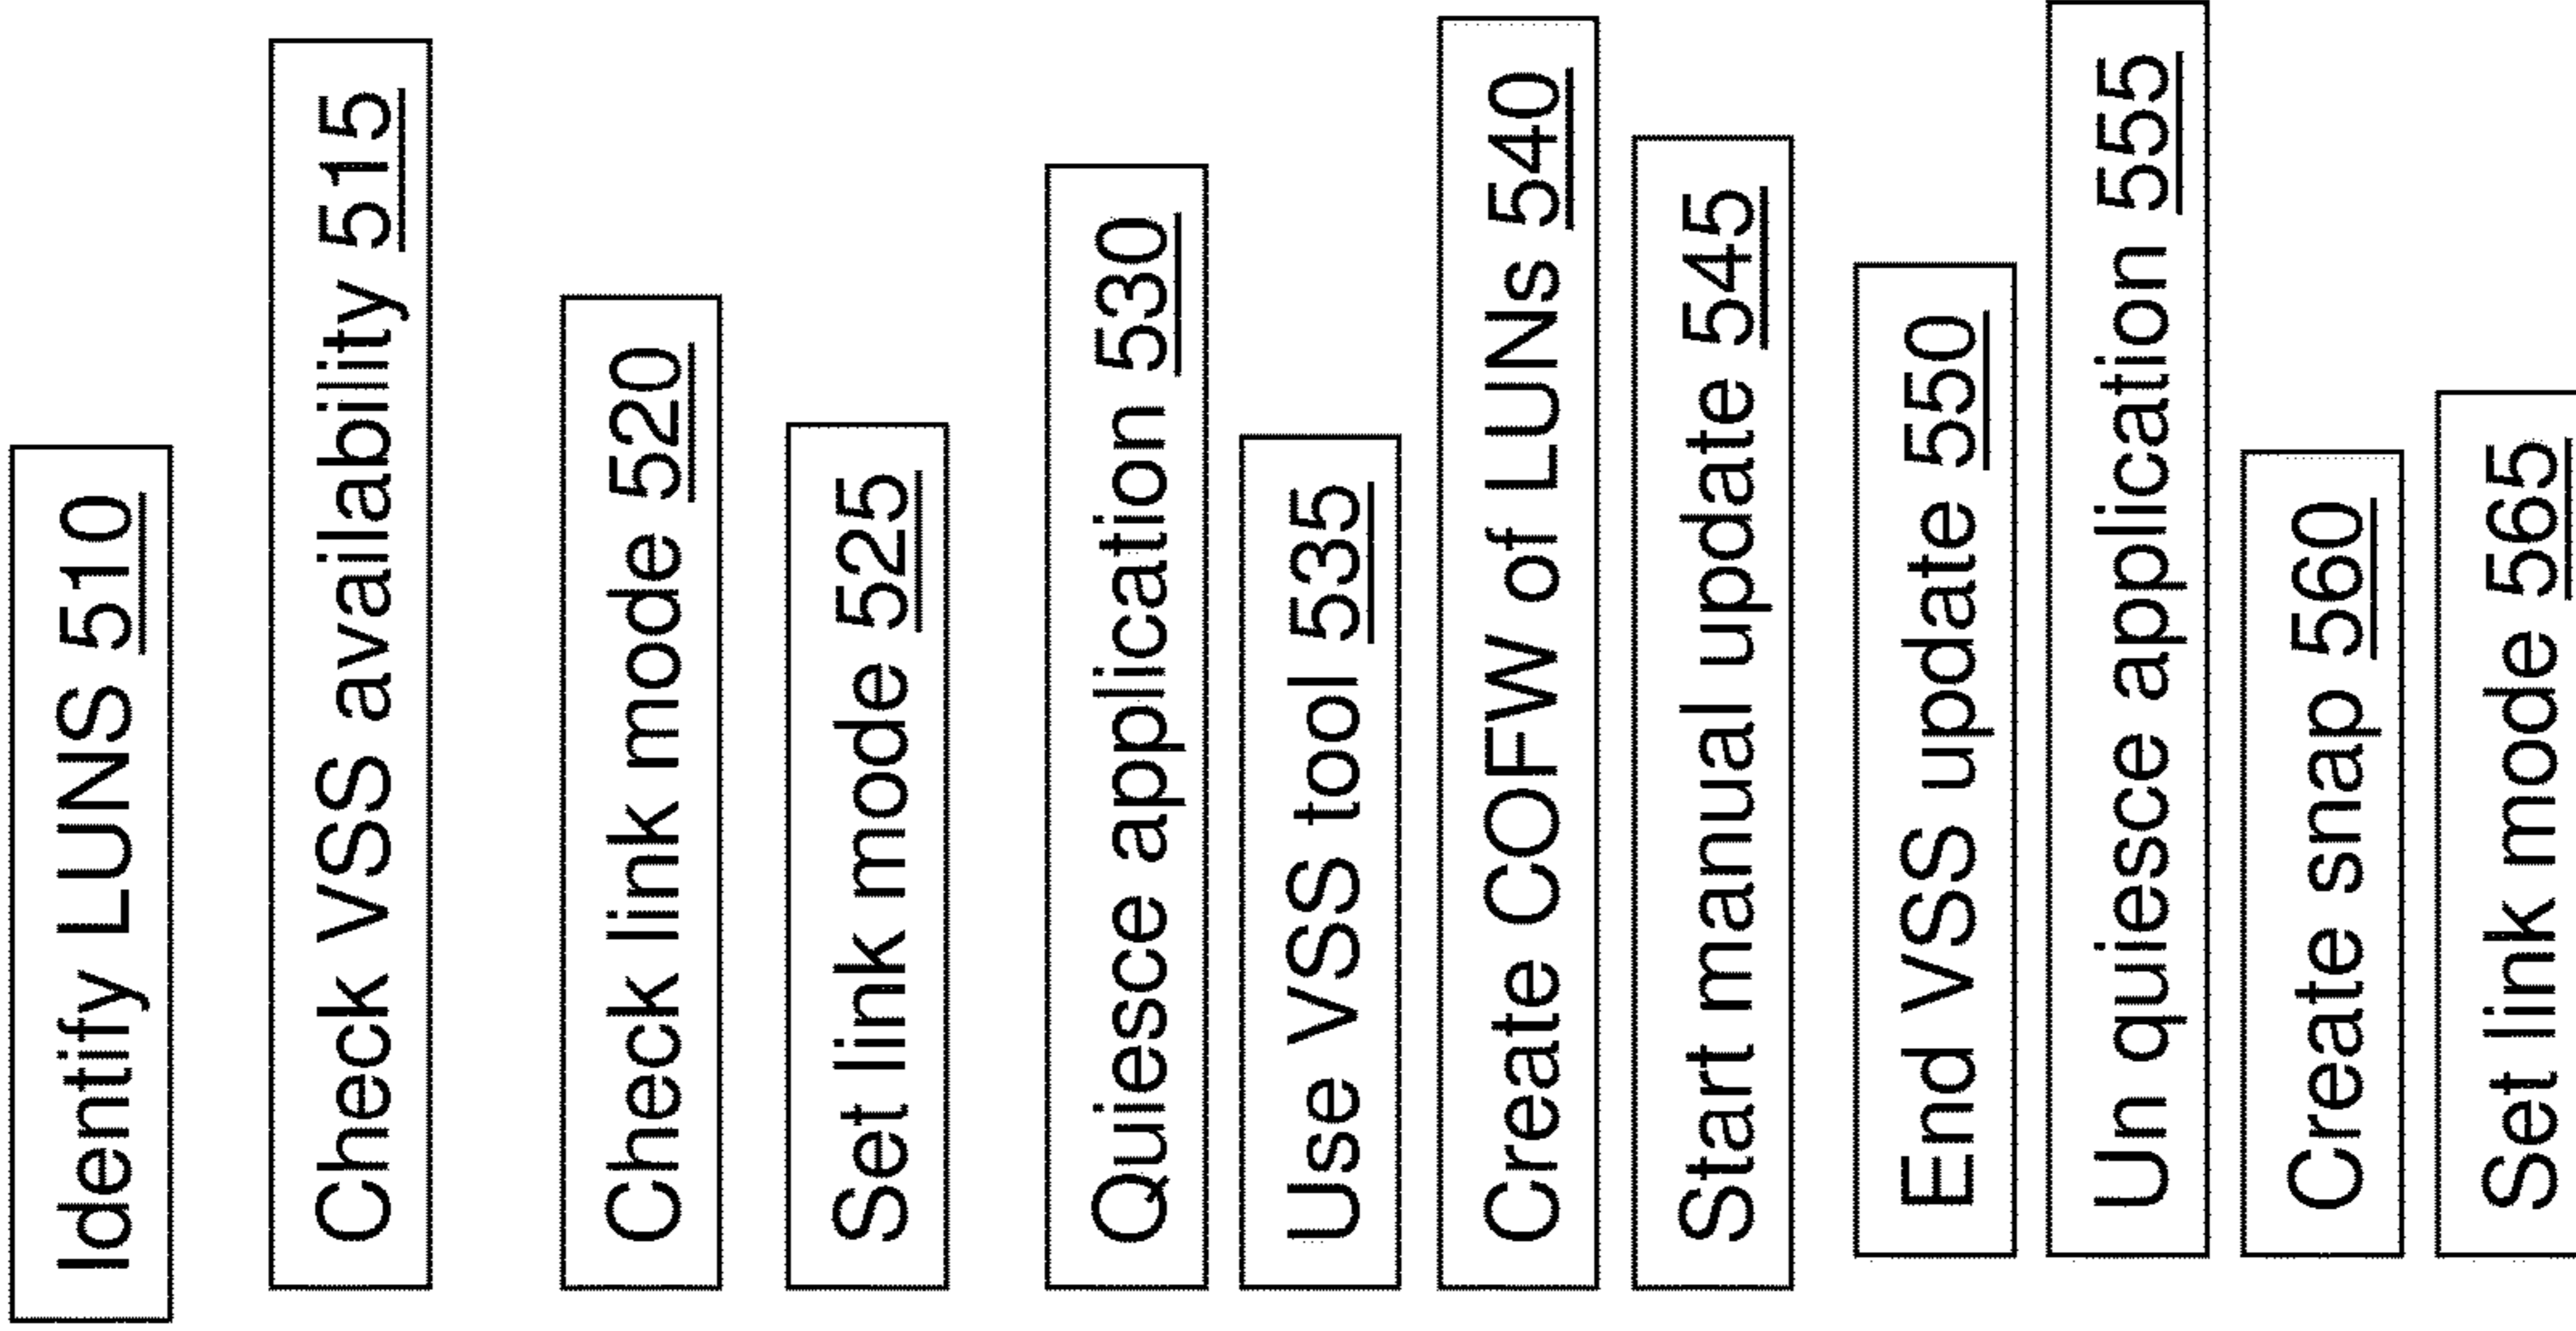 Identify LUNS 510
Check VSS availability 515
Check link mode 520
Set link mode 525
Quiesce application 530
Use VSS tool 535
Create COFW of LUNs 540
Start manual update 545
End VSS update 550
Un quiesce application 555
Create snap 560
Set link mode 565